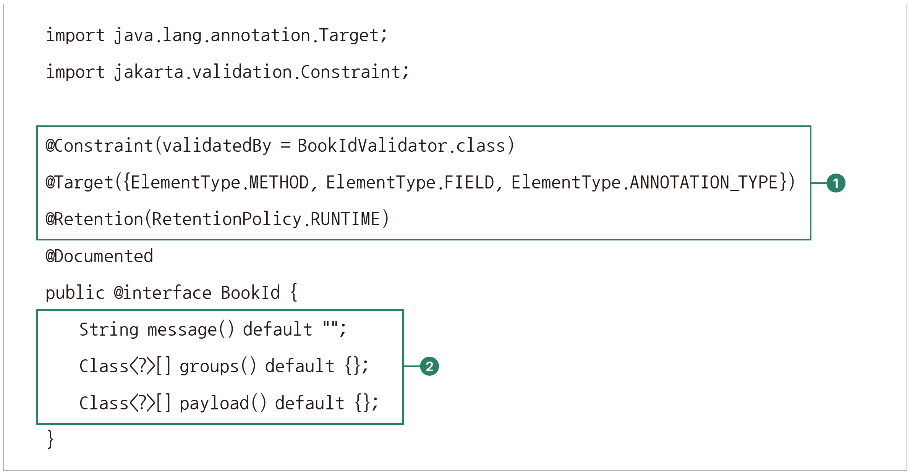 import java.lang.annotation.Target;
import jakarta.validation.Constraint;
@Constraint(validatedBy = BookIdValidator.class)
@Target({ElementType.METHOD, ElementType.FIELD, ElementType.ANNOTATION_TYPE})
1
@Retention(RetentionPolicy.RUNTIME)
@Documented
public @interface BookId {
String message() default "";
Class<?>[] groups() default {};
2
Class<?>[] payload() default {};
}